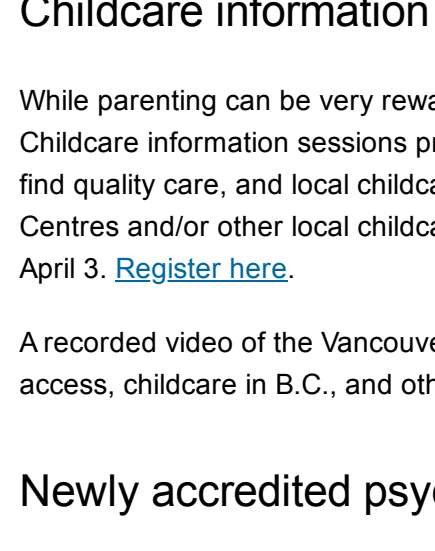 Childcare information
While parenting can be very rewa
Childcare information sessions pr
find quality care, and local childca
Centres and/or other local childca
April 3. Register here.
A recorded video of the Vancouve
access, childcare in B.C., and oth
Newly accredited psyc